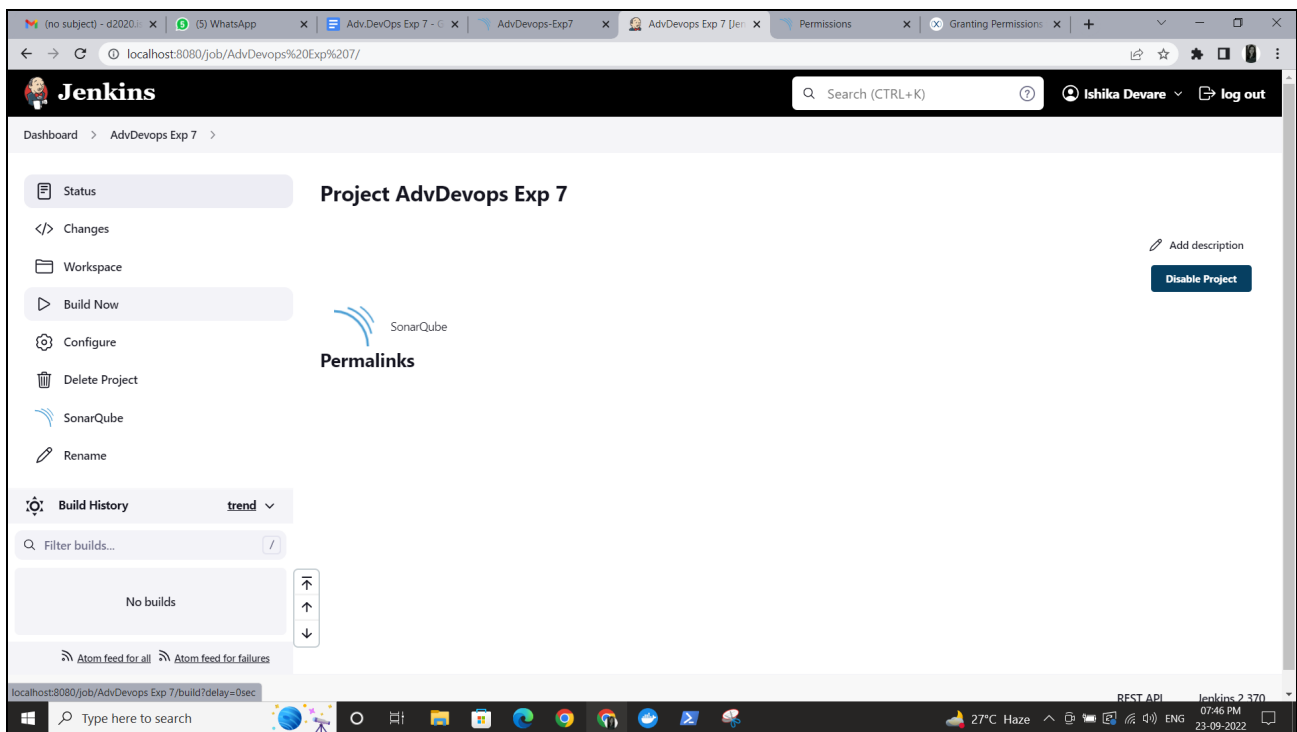 (no subject) - d2020.i
(5) WhatsApp
Adv.DevOps Exp 7 - G
AdvDevops-Exp7
AdvDevops Exp 7 [Jen
Permissions
Granting Permissions
localhost:8080/job/AdvDevops%20Exp%207/
Jenkins
Search (CTRL+K)
Ishika Devare
log out
Dashboard > AdvDevops Exp 7 >
Status
Changes
Workspace
Build Now
Configure
Delete Project
SonarQube
Rename
Project AdvDevops Exp 7
Add description
Disable Project
SonarQube
Permalinks
Build History
trend
Filter builds...
/
No builds
Atom feed for all Atom feed for failures
localhost:8080/job/AdvDevops Exp 7/build?delay=0sec
REST API Jenkins 2.370
Type here to search
27°C Haze
ENG
07:46 PM
23-09-2022